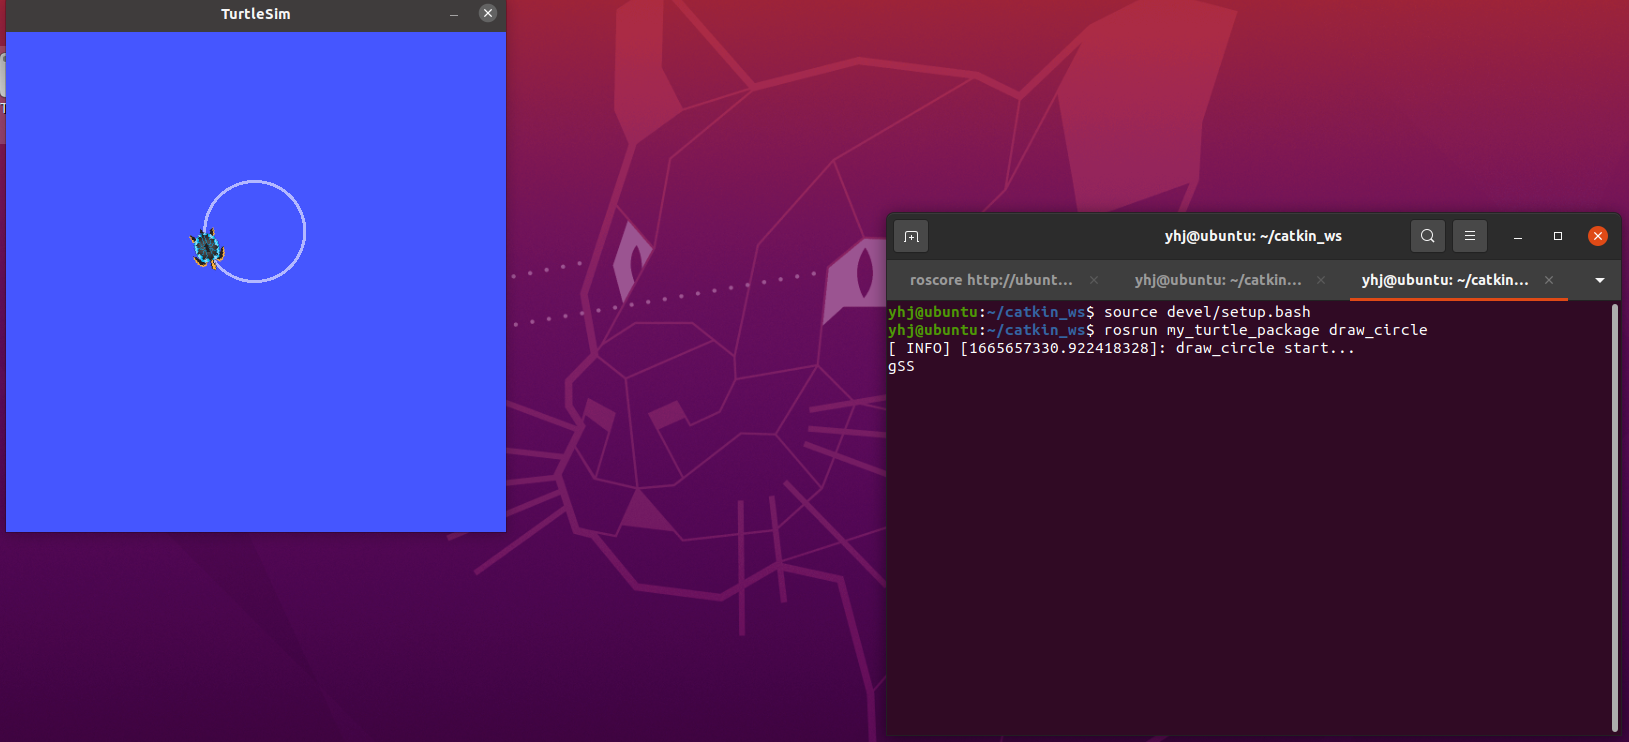 TurtleSim
T
yhj@ubuntu: ~/catkin_ws
roscore http://ubunt...
yhj@ubuntu: ~/catkin...
yhj@ubuntu: ~/catkin...
yhj@ubuntu:~/catkin_ws$ source devel/setup.bash
yhj@ubuntu:~/catkin_ws$ rosrun my_turtle_package draw_circle
[ INFO] [1665657330.922418328]: draw_circle start...
gSS